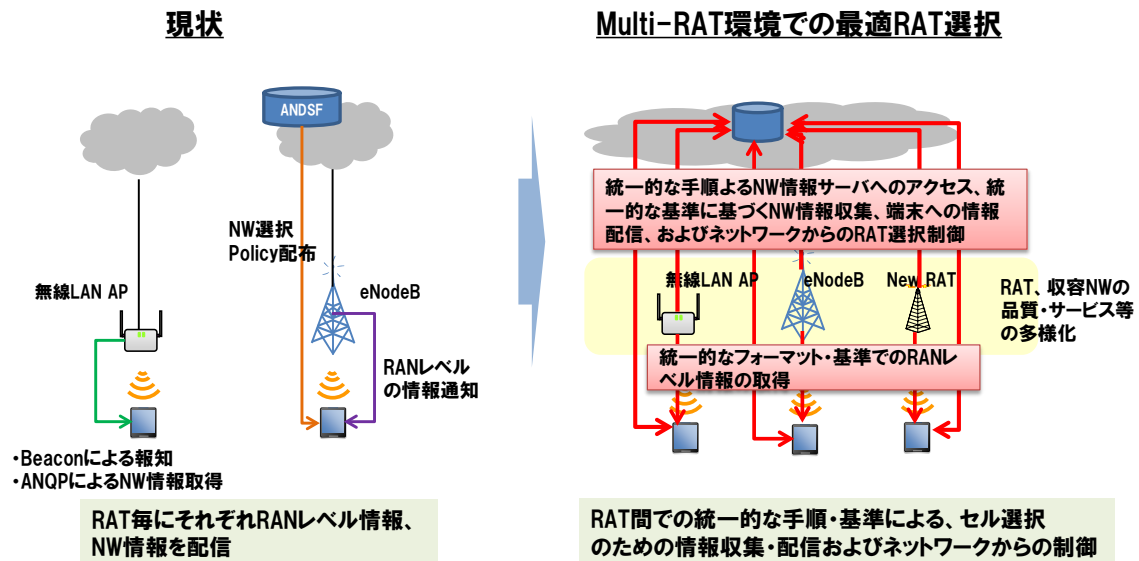 現状
ANDSF
NW選択
Policy配布
無線LAN AP
eNodeB
RANレベル
の情報通知
・Beaconによる報知
・ANQPによるNW情報取得
RAT毎にそれぞれRANレベル情報、
NW情報を配信
Multi-RAT環境での最適RAT選択
統一的な手順よるNW情報サーバへのアクセス、統
一的な基準に基づくNW情報収集、端末への情報
配信、およびネットワークからのRAT選択制御
無線LAN AP
eNodeB
New RAT
RAT、収容NWの
品質・サービス等
の多様化
統一的なフォーマット・基準でのRANレ
ベル情報の取得
RAT間での統一的な手順・基準による、セル選択
のための情報収集・配信およびネットワークからの制御